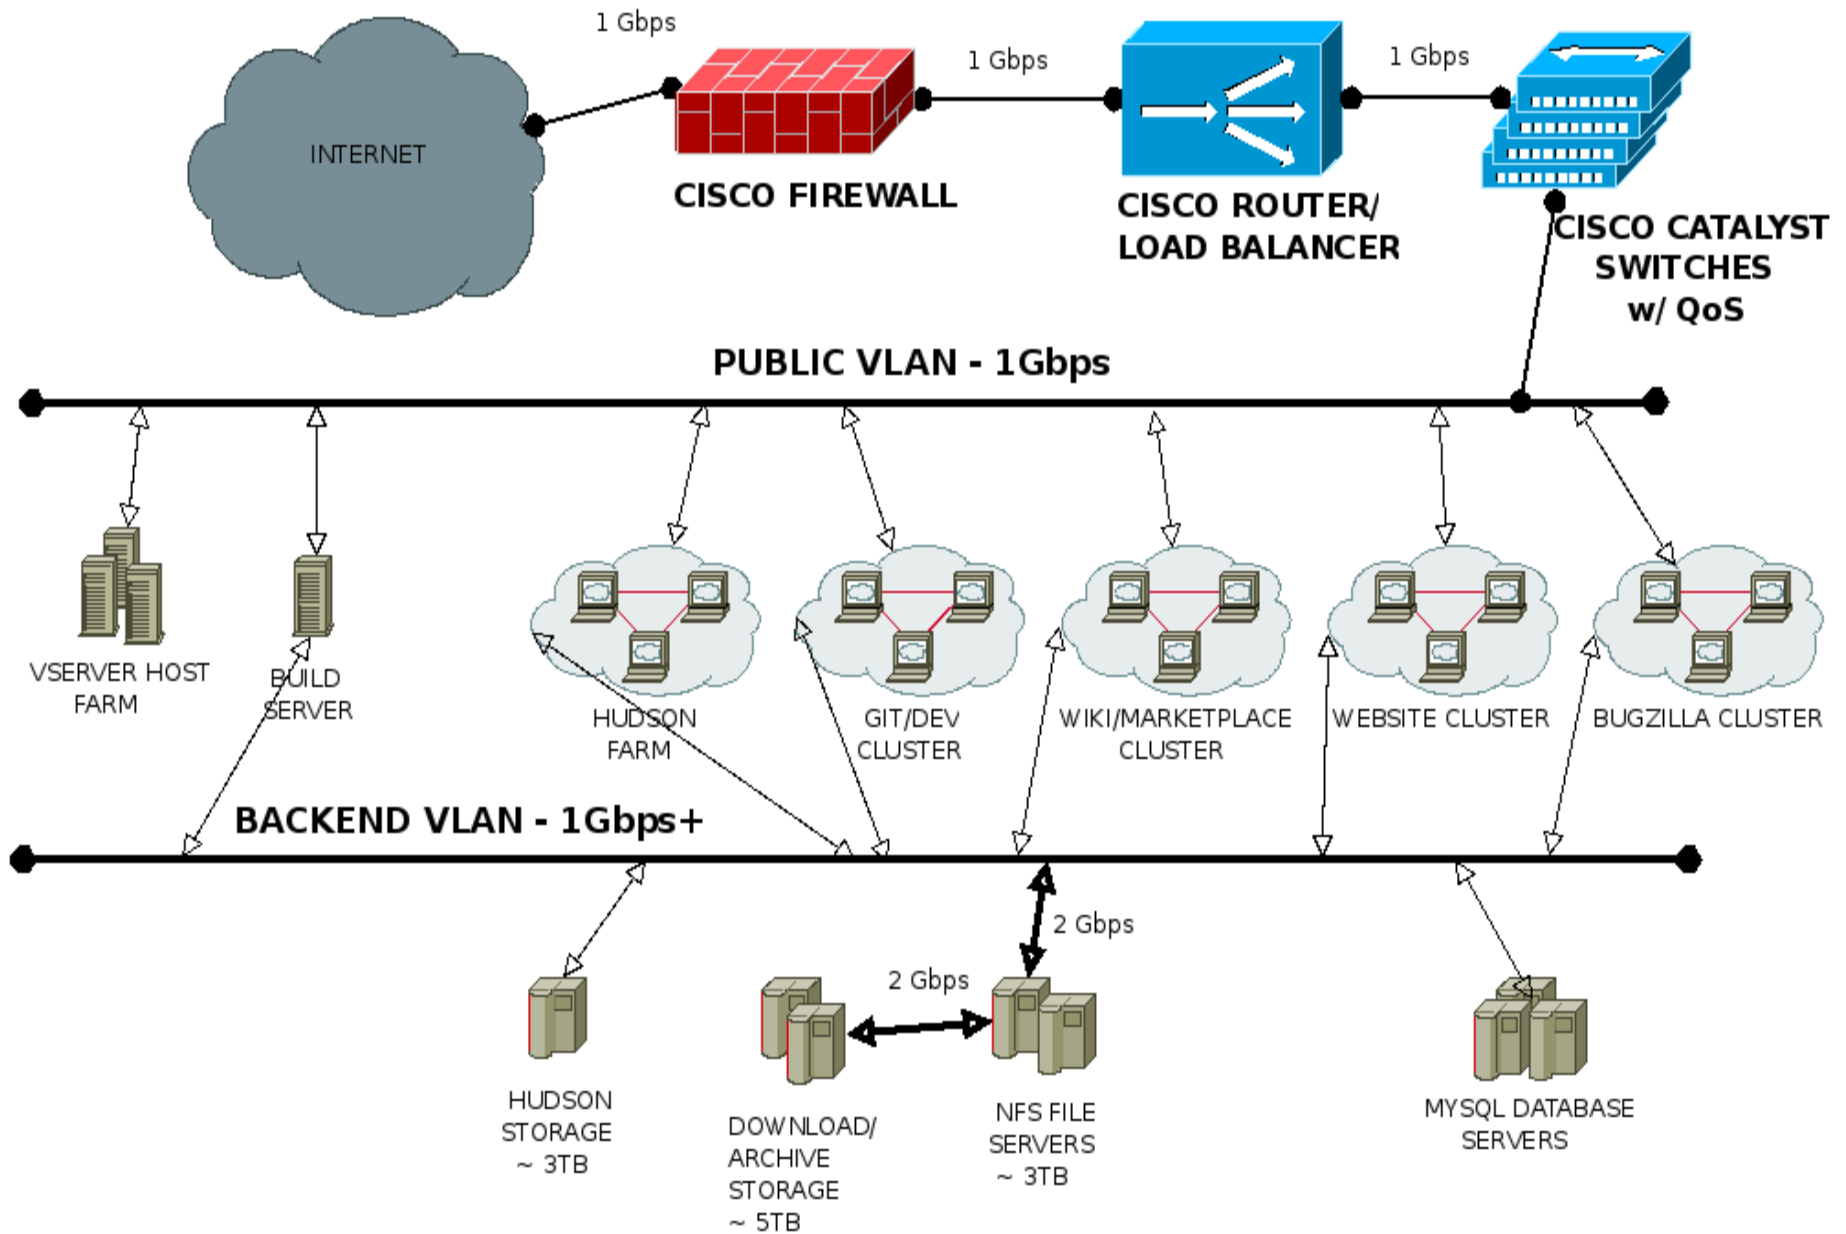 1 Gbps
1 Gbps
1 Gbps
INTERNET
CISCO FIREWALL
CISCO ROUTER/
LOAD BALANCER
CISCO CATALYST
SWITCHES
w/ QoS
PUBLIC VLAN - 1Gbps
VSERVER HOST
FARM
BUILD
SERVER
HUDSON
FARM
GIT/DEV
CLUSTER
WIKI/MARKETPLACE
CLUSTER
WEBSITE CLUSTER
BUGZILLA CLUSTER
BACKEND VLAN - 1Gbps+
2 Gbps
2 Gbps
HUDSON
STORAGE
~ 3TB
DOWNLOAD/
ARCHIVE
STORAGE
~ 5TB
NFS FILE
SERVERS
~ 3TB
MYSQL DATABASE
SERVERS